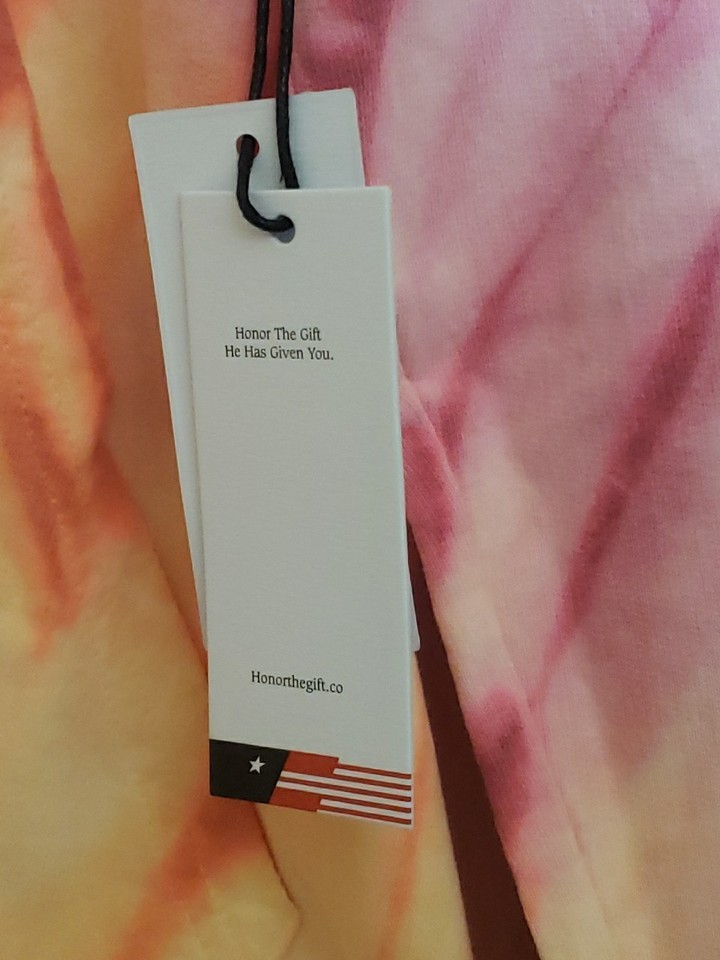 Honor The Gift
He Has Given You.
Honorthegift.co